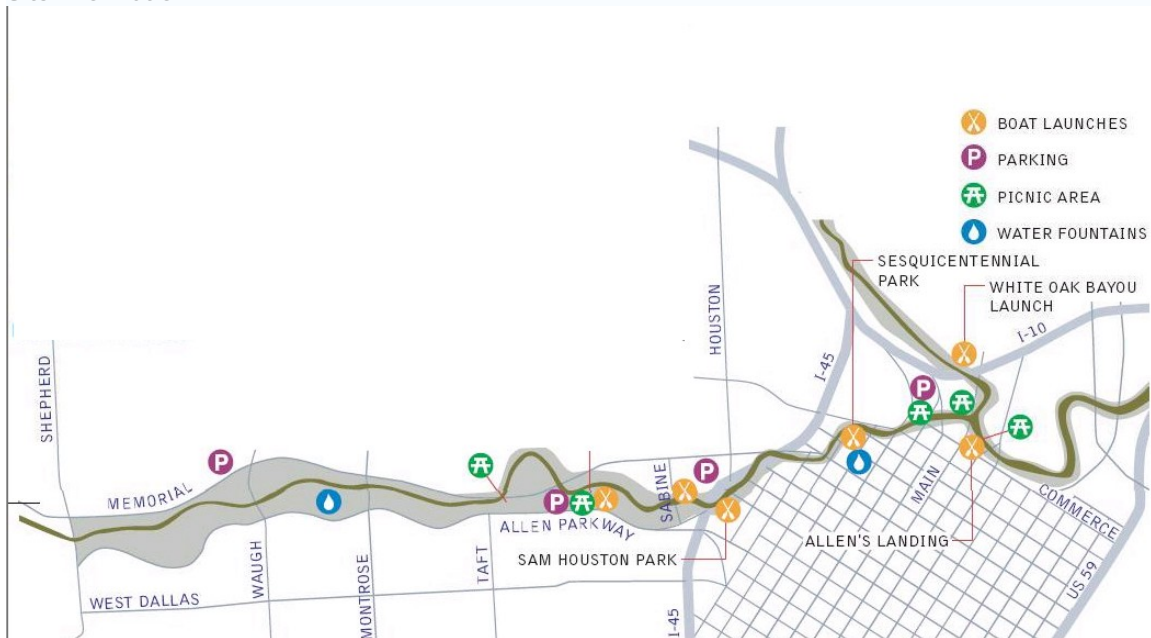 BOAT LAUNCHES
P PARKING
PICNIC AREA
WATER FOUNTAINS
SESQUICENTENNIAL
PARK
WHITE OAK BAYOU
LAUNCH
I-10
HOUSTON
I-45
SHEPHERD
P
P
MEMORIAL
SABINE
P
P
MAIN
COMMERCE
ALLEN PARKWAY
ALLEN'S LANDING
SAM HOUSTON PARK
WAUGH
MONTROSE
TAFT
US 59
WEST DALLAS
I-45